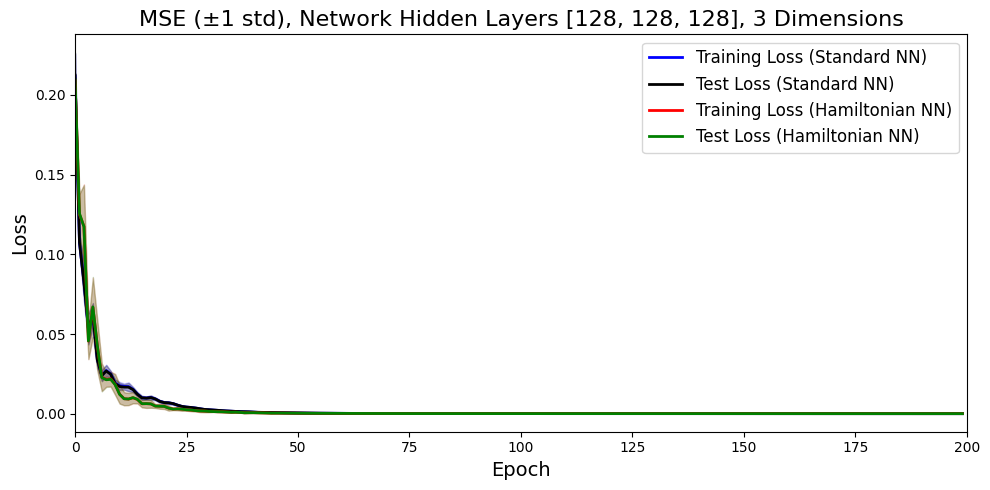 MSE (±1 std), Network Hidden Layers [128, 128, 128], 3 Dimensions
Training Loss (Standard NN)
Test Loss (Standard NN)
Training Loss (Hamiltonian NN)
Test Loss (Hamiltonian NN)
Loss
0.20
0.15
0.10
0.05
0.00
0 25 50 75 100 125 150 175 200
Epoch